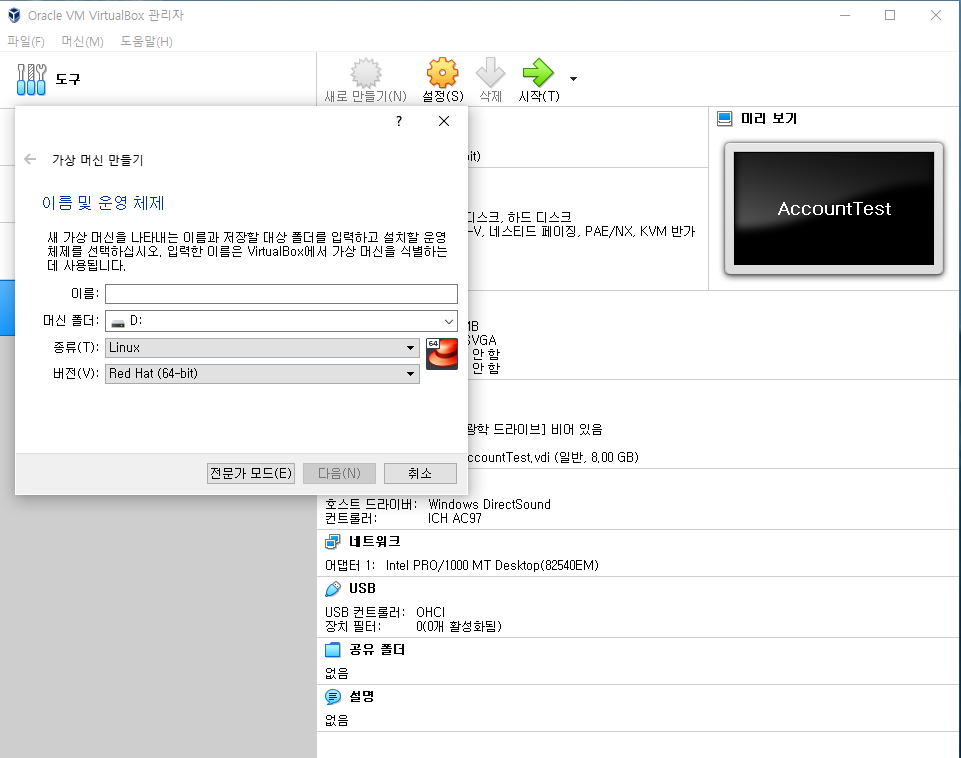 Oracle VM VirtualBox 관리자
파일(F) 머신(M) 도움말(H)
도구
새로 만들기(N) 설정(S) 삭제 시작(T)
? 
가상 머신 만들기
이름 및 운영 체제
새 가상 머신을 나타내는 이름과 저장할 대상 폴더를 입력하고 설치할 운영
체제를 선택하십시오. 입력한 이름은 VirtualBox에서 가상 머신을 식별하는
데 사용됩니다.
이름:
머신 폴더: D:
종류(T): Linux
64
버전(V): Red Hat (64-bit)
전문가 모드(E) 다음(N) 취소
미리 보기
AccountTest
bit)
디스크, 하드 디스크
-V, 네스티드 페이징, PAE/NX, KVM 반가
MB
SVGA
안 함
안 함
광학 드라이브] 비어 있음
ccountTest.vdi (일반, 8.00 GB)
호스트 드라이버: Windows DirectSound
컨트롤러: ICH AC97
네트워크
어댑터 1: Intel PRO/1000 MT Desktop(82540EM)
USB
USB 컨트롤러: OHCI
장치 필터: 0(0개 활성화됨)
공유 폴더
없음
설명
없음